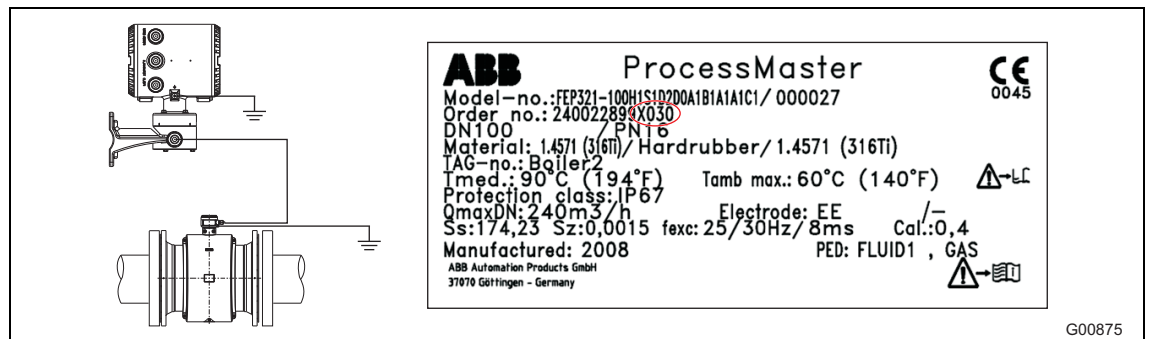 ABB ProcessMaster
CE 0045
Model-no.:FEP321-100H1S1D2D0A1B1A1A1C1/ 000027
Order no.: 240022899X030
DN100 /PN16
Material: 1.4571 (316Ti)/ Hardrubber/ 1.4571 (316Ti)
TAG-no.: Boiler2
Tmed.: 90°C (194°F) Tamb max.: 60°C (140°F)
Protection class:IP67
QmaxDN:240m3/h Electrode: EE /-
Ss:174,23 Sz:0,0015 fexc: 25/30Hz/ 8ms Cal.:0,4
Manufactured: 2008 PED: FLUID1 , GAS
ABB Automation Products GmbH
37070 Göttingen - Germany
G00875